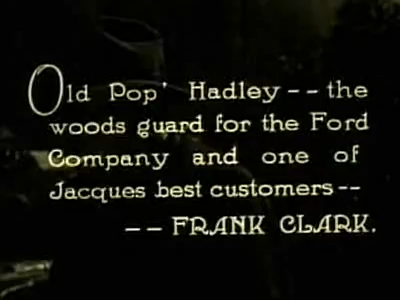 Old Pop' Hadley -- the
woods guard for the Ford
Company and one of
Jacques best customers --
-- FRANK CLARK.